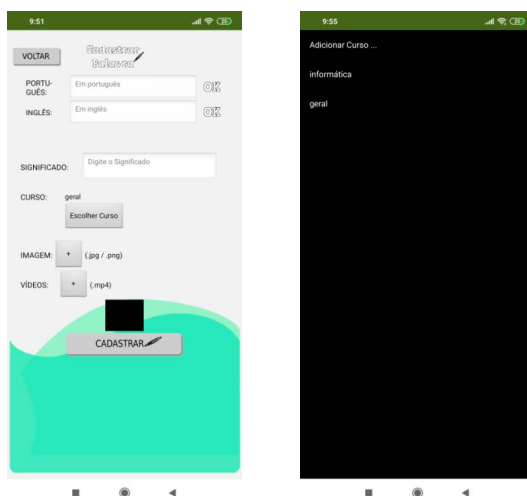 9:51
25
VOLTAR
Cadastrar
Palavra
PORTU-
GUÊS:
Em português
OK
INGLÊS:
Em inglês
OK
SIGNIFICADO:
Digite o Significado
CURSO:
geral
Escolher Curso
IMAGEM:
+
(.jpg / .png)
VÍDEOS:
+
(.mp4)
CADASTRAR
9:55
Adicionar Curso ...
informática
geral